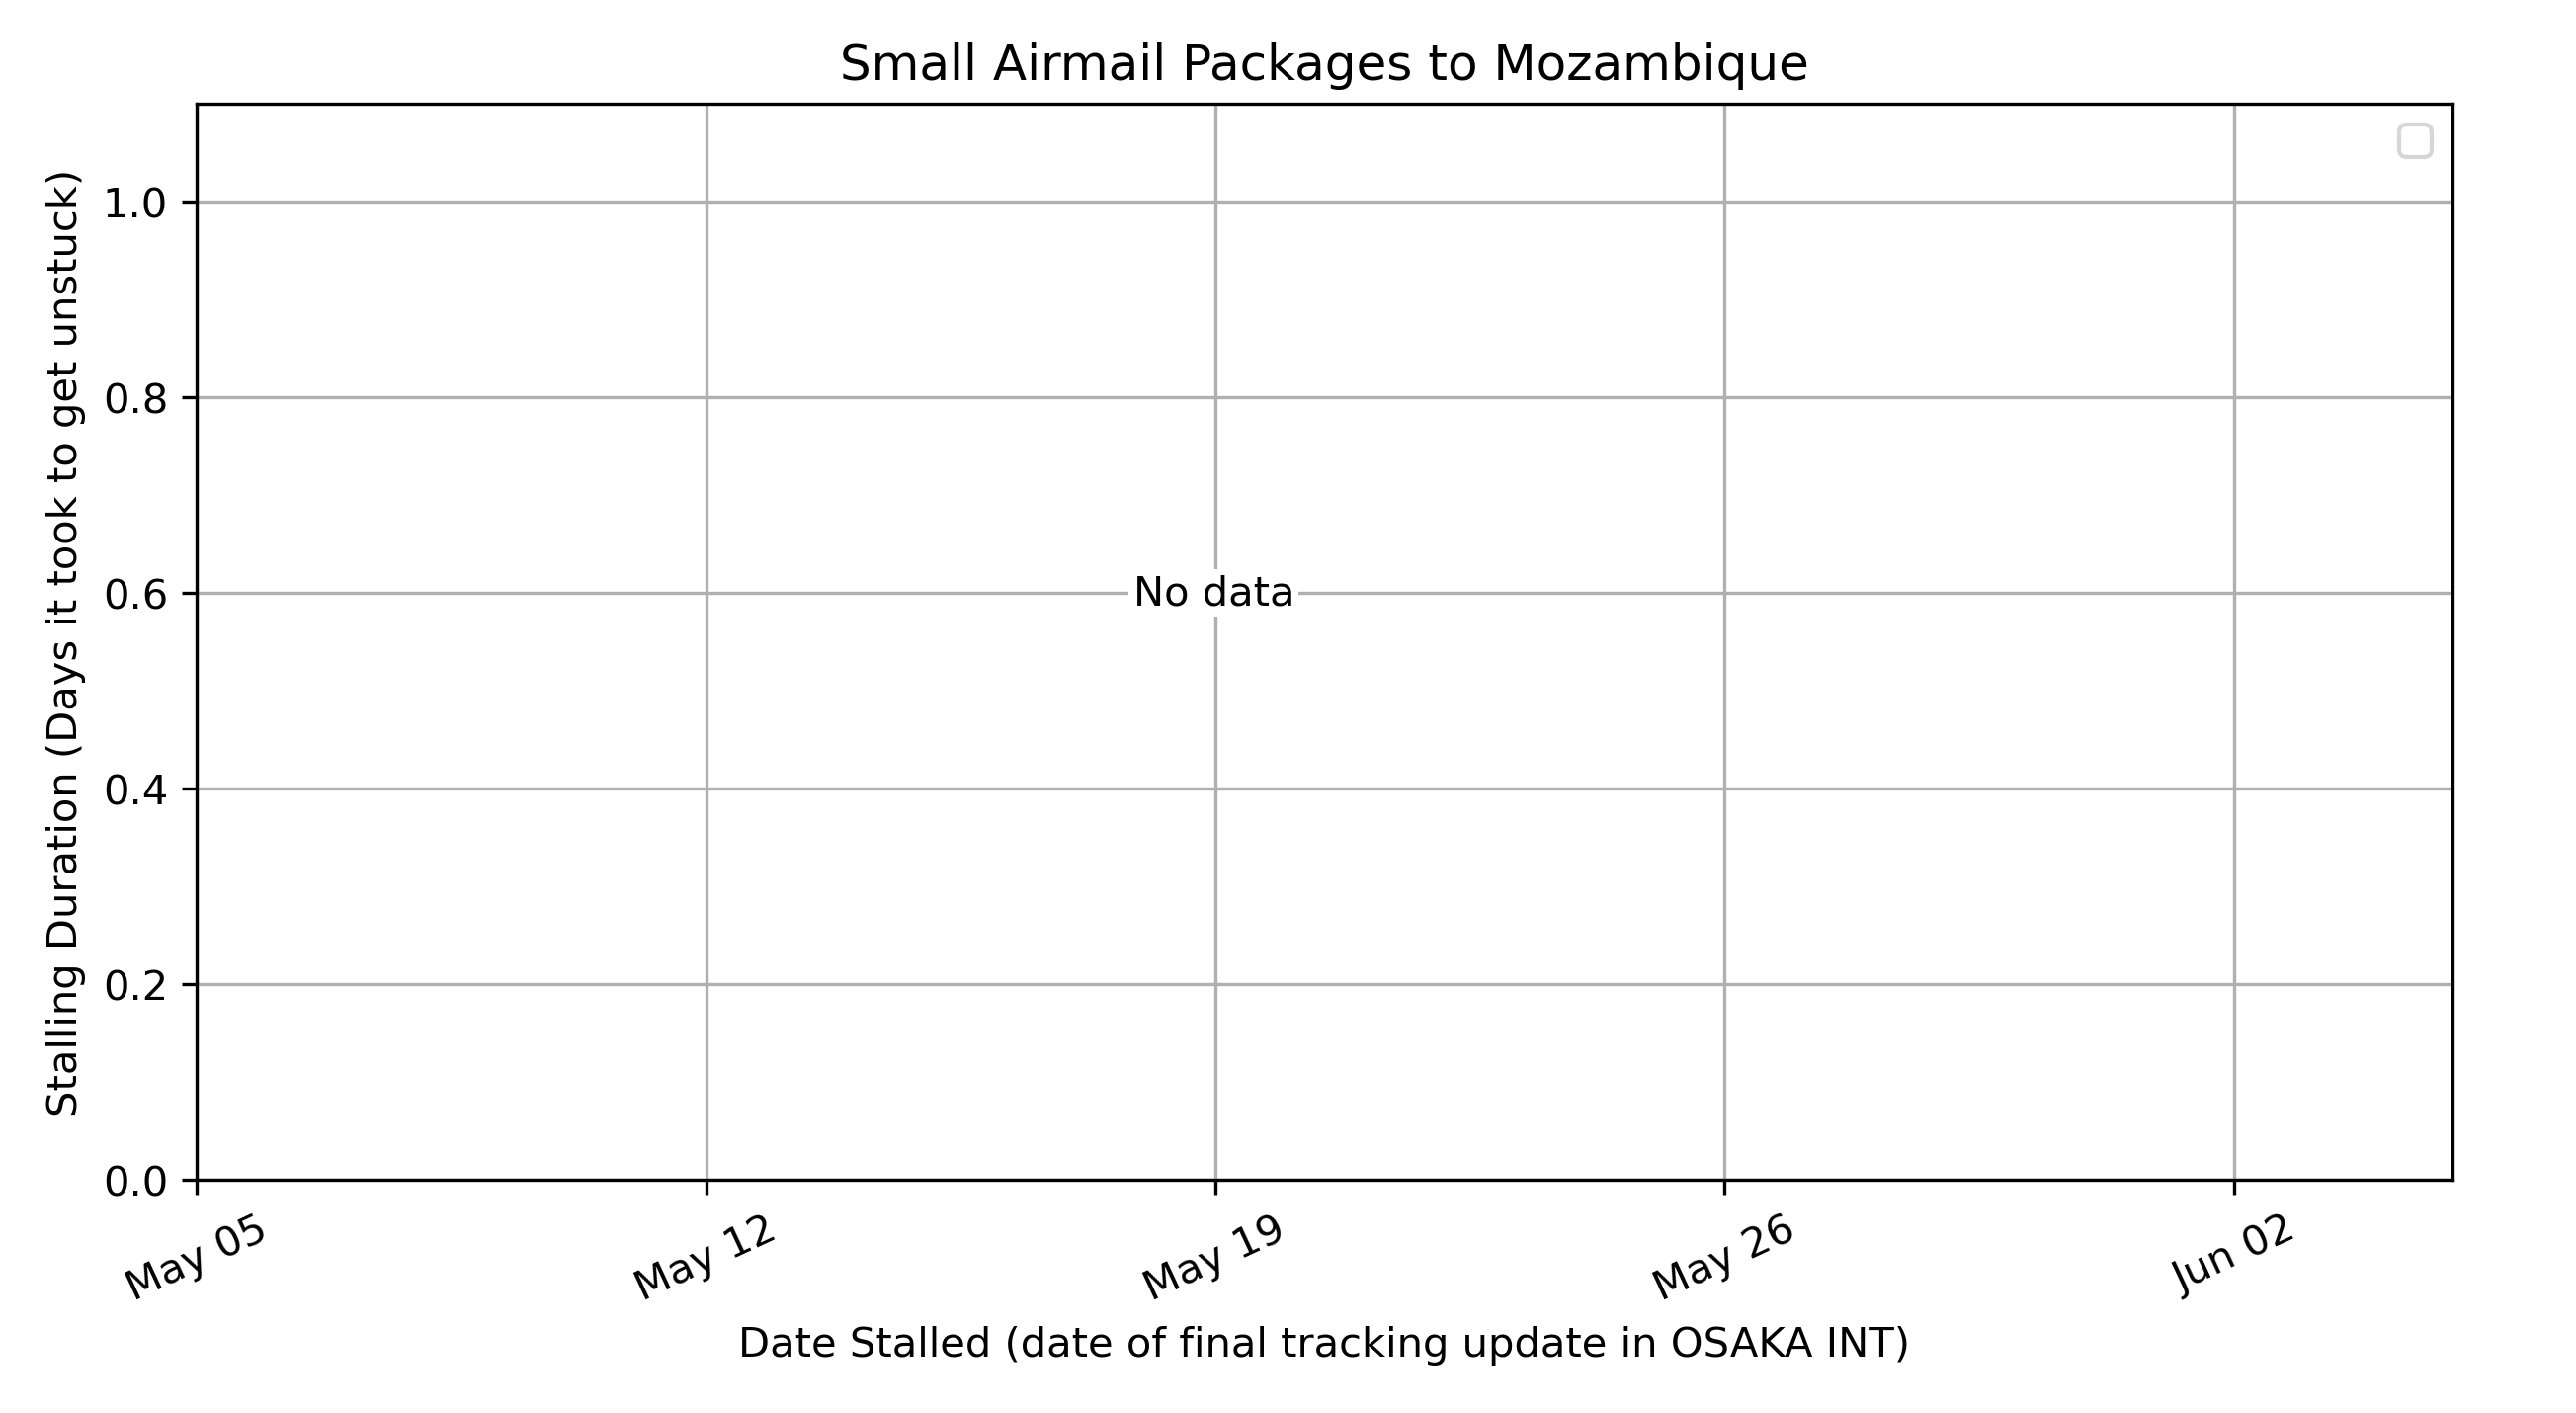 Small Airmail Packages to Mozambique
Stalling Duration (Days it took to get unstuck)
1.0
0.8
0.6
0.4
0.2
0.0
No data
May 05
May 12
May 19
May 26
Jun 02
Date Stalled (date of final tracking update in OSAKA INT)